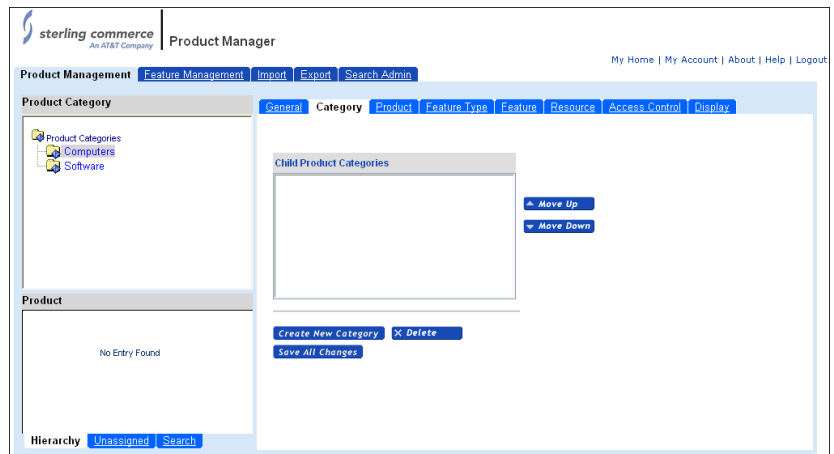 sterling commerce
An AT&T Company
Product Manager
My Home | My Account | About | Help | Logout
Product Management Feature Management Import Export Search Admin
Product Category
General Category Product Feature Type Feature Resource Access Control Display
Product Categories
Computers
Software
Child Product Categories
Move Up
Move Down
Product
No Entry Found
Create New Category X Delete
Save All Changes
Hierarchy Unassigned Search